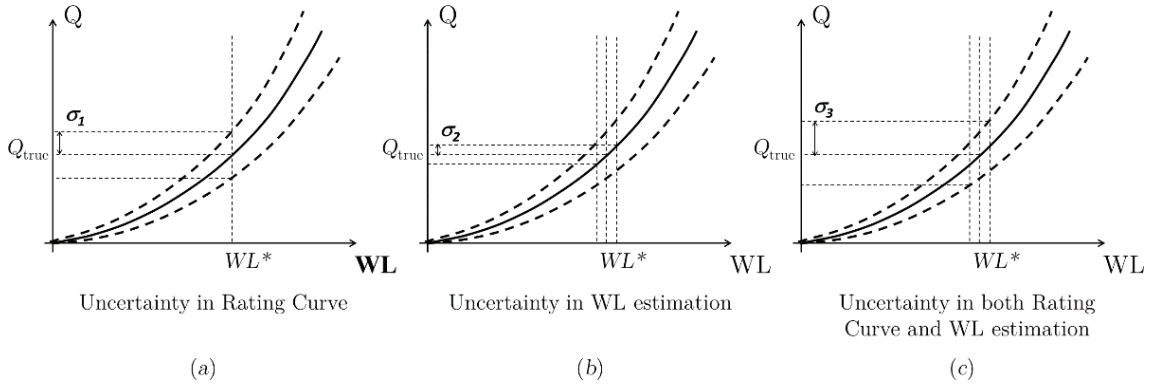 Q
σ1
Qtrue
WL*
WL
Uncertainty in Rating Curve
(a)
Q
σ2
Qtrue
WL*
WL
Uncertainty in WL estimation
(b)
Q
σ3
Qtrue
WL*
WL
Uncertainty in both Rating
Curve and WL estimation
(c)